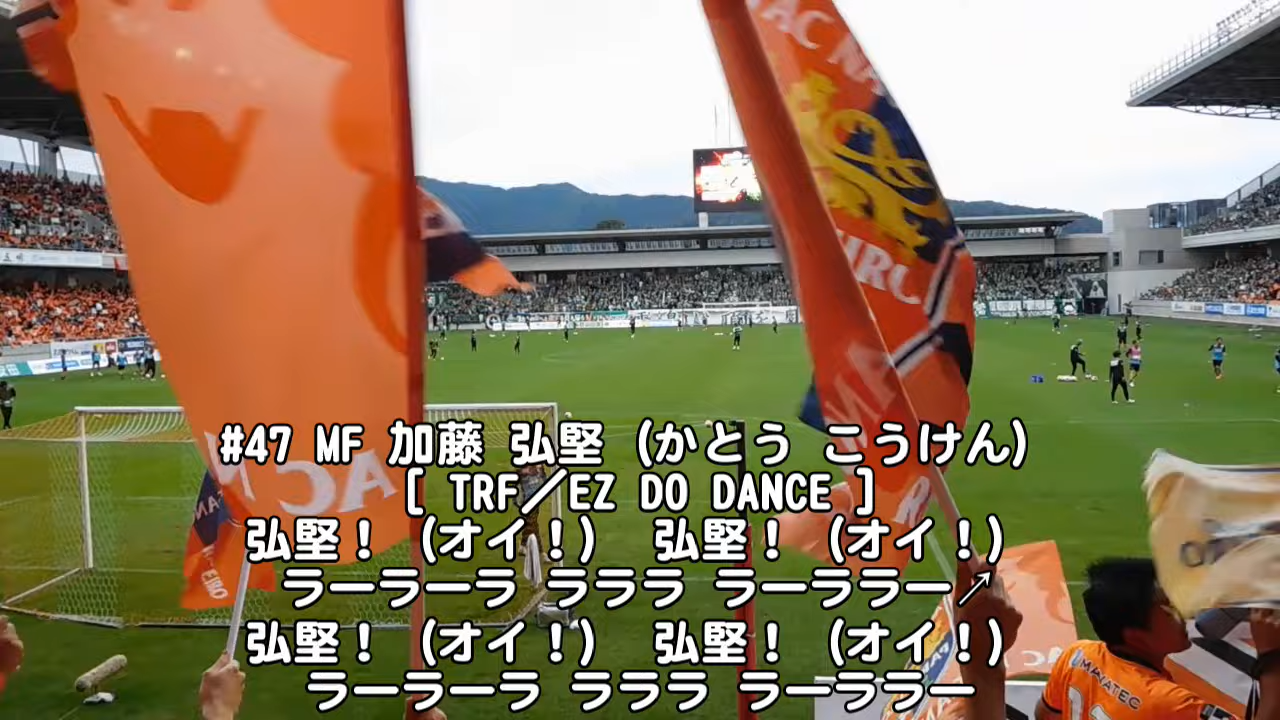 #47 MF 加藤 弘堅 (かとう こうけん)
[ TRF／EZ DO DANCE ]
弘堅！ (オイ！)　弘堅！ (オイ！)
ラーラーラ ラララ ラーララー↗
弘堅！ (オイ！)　弘堅！ (オイ！)
ラーラーラ ラララ ラーララー
MAYATEC